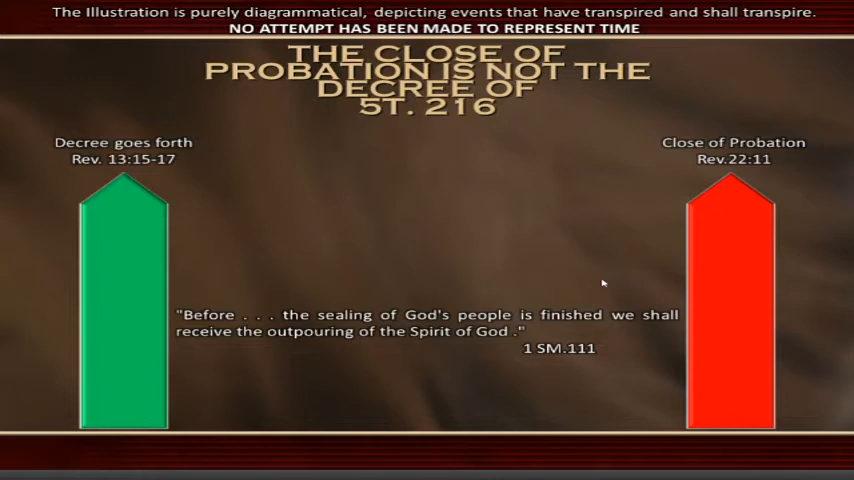 The Illustration is purely diagrammatical, depicting events that have transpired and shall transpire.
NO ATTEMPT HAS BEEN MADE TO REPRESENT TIME
THE CLOSE OF
PROBATION IS NOT THE
DECREE OF
5T. 216
Decree goes forth
Rev. 13:15-17
Close of Probation
Rev.22:11
"Before . . . the sealing of God's people is finished we shall
receive the outpouring of the Spirit of God ."
1 SM.111